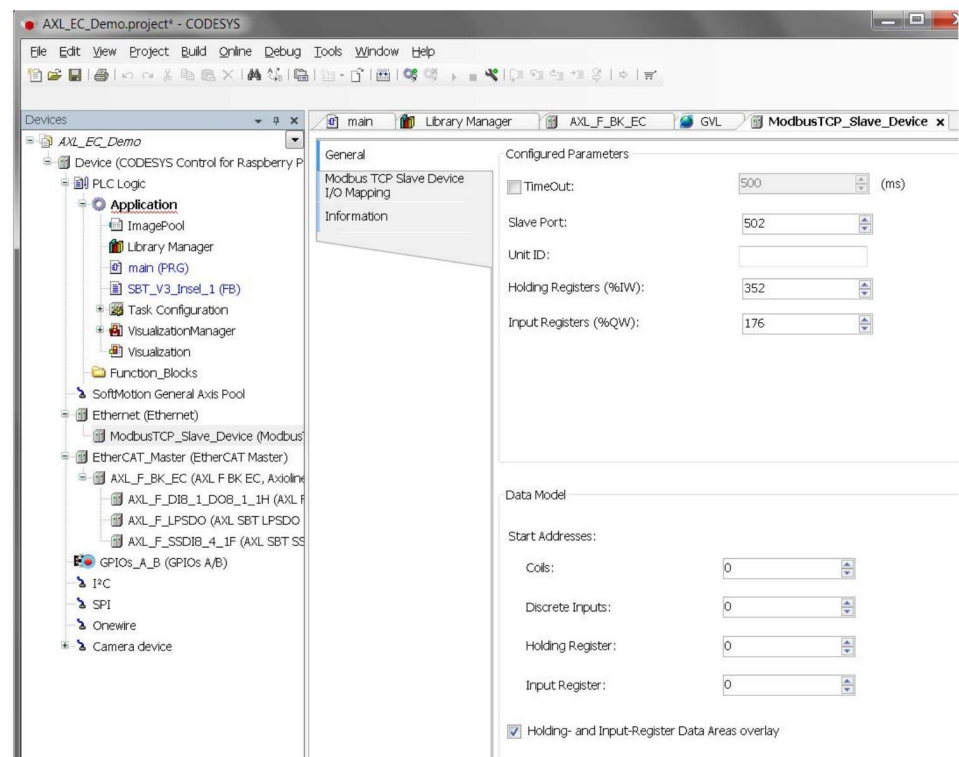 AXL_EC_Demo.project* - CODESYS
File Edit View Project Build Online Debug Tools Window Help
Devices
main
Library Manager
AXL_F_BK_EC
GVL
ModbusTCP_Slave_Device
AXL_EC_Demo
Device (CODESYS Control for Raspberry P
PLC Logic
Application
ImagePool
Library Manager
main (PRG)
SBT_V3_Insel_1 (FB)
Task Configuration
VisualizationManager
Visualization
Function_Blocks
SoftMotion General Axis Pool
Ethernet (Ethernet)
ModbusTCP_Slave_Device (Modbus
EtherCAT_Master (EtherCAT Master)
AXL_F_BK_EC (AXL F BK EC, Axioline
AXL_F_DI8_1_DO8_1_1H (AXL F
AXL_F_LPSDO (AXL SBT LPSDO
AXL_F_SSDI8_4_1F (AXL SBT SS
GPIOs_A_B (GPIOs A/B)
I²C
SPI
Onewire
Camera device
General
Modbus TCP Slave Device
I/O Mapping
Information
Configured Parameters
TimeOut: 500 (ms)
Slave Port: 502
Unit ID:
Holding Registers (%IW): 352
Input Registers (%QW): 176
Data Model
Start Addresses:
Coils: 0
Discrete Inputs: 0
Holding Register: 0
Input Register: 0
Holding- and Input-Register Data Areas overlay